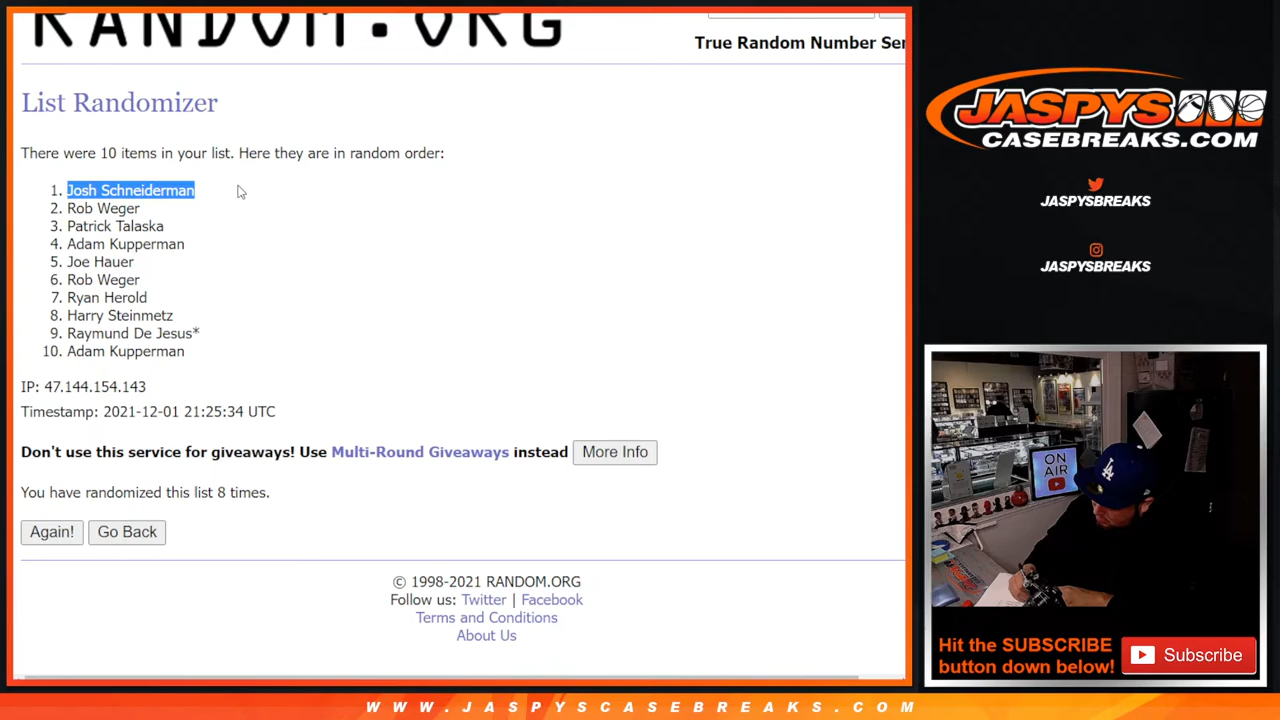 RANDOM.ORG
True Random Number Ser
List Randomizer
There were 10 items in your list. Here they are in random order:
1. Josh Schneiderman
2. Rob Weger
3. Patrick Talaska
4. Adam Kupperman
5. Joe Hauer
6. Rob Weger
7. Ryan Herold
8. Harry Steinmetz
9. Raymund De Jesus*
10. Adam Kupperman
IP: 47.144.154.143
Timestamp: 2021-12-01 21:25:34 UTC
Don't use this service for giveaways! Use Multi-Round Giveaways instead More Info
You have randomized this list 8 times.
Again! Go Back
© 1998-2021 RANDOM.ORG
Follow us: Twitter | Facebook
Terms and Conditions
About Us
JASPYS
CASEBREAKS.COM
JASPYSBREAKS
JASPYSBREAKS
ON
AIR
LA
Hit the SUBSCRIBE
button down below!
Subscribe
WWW.JASPYSCASEBREAKS.COM